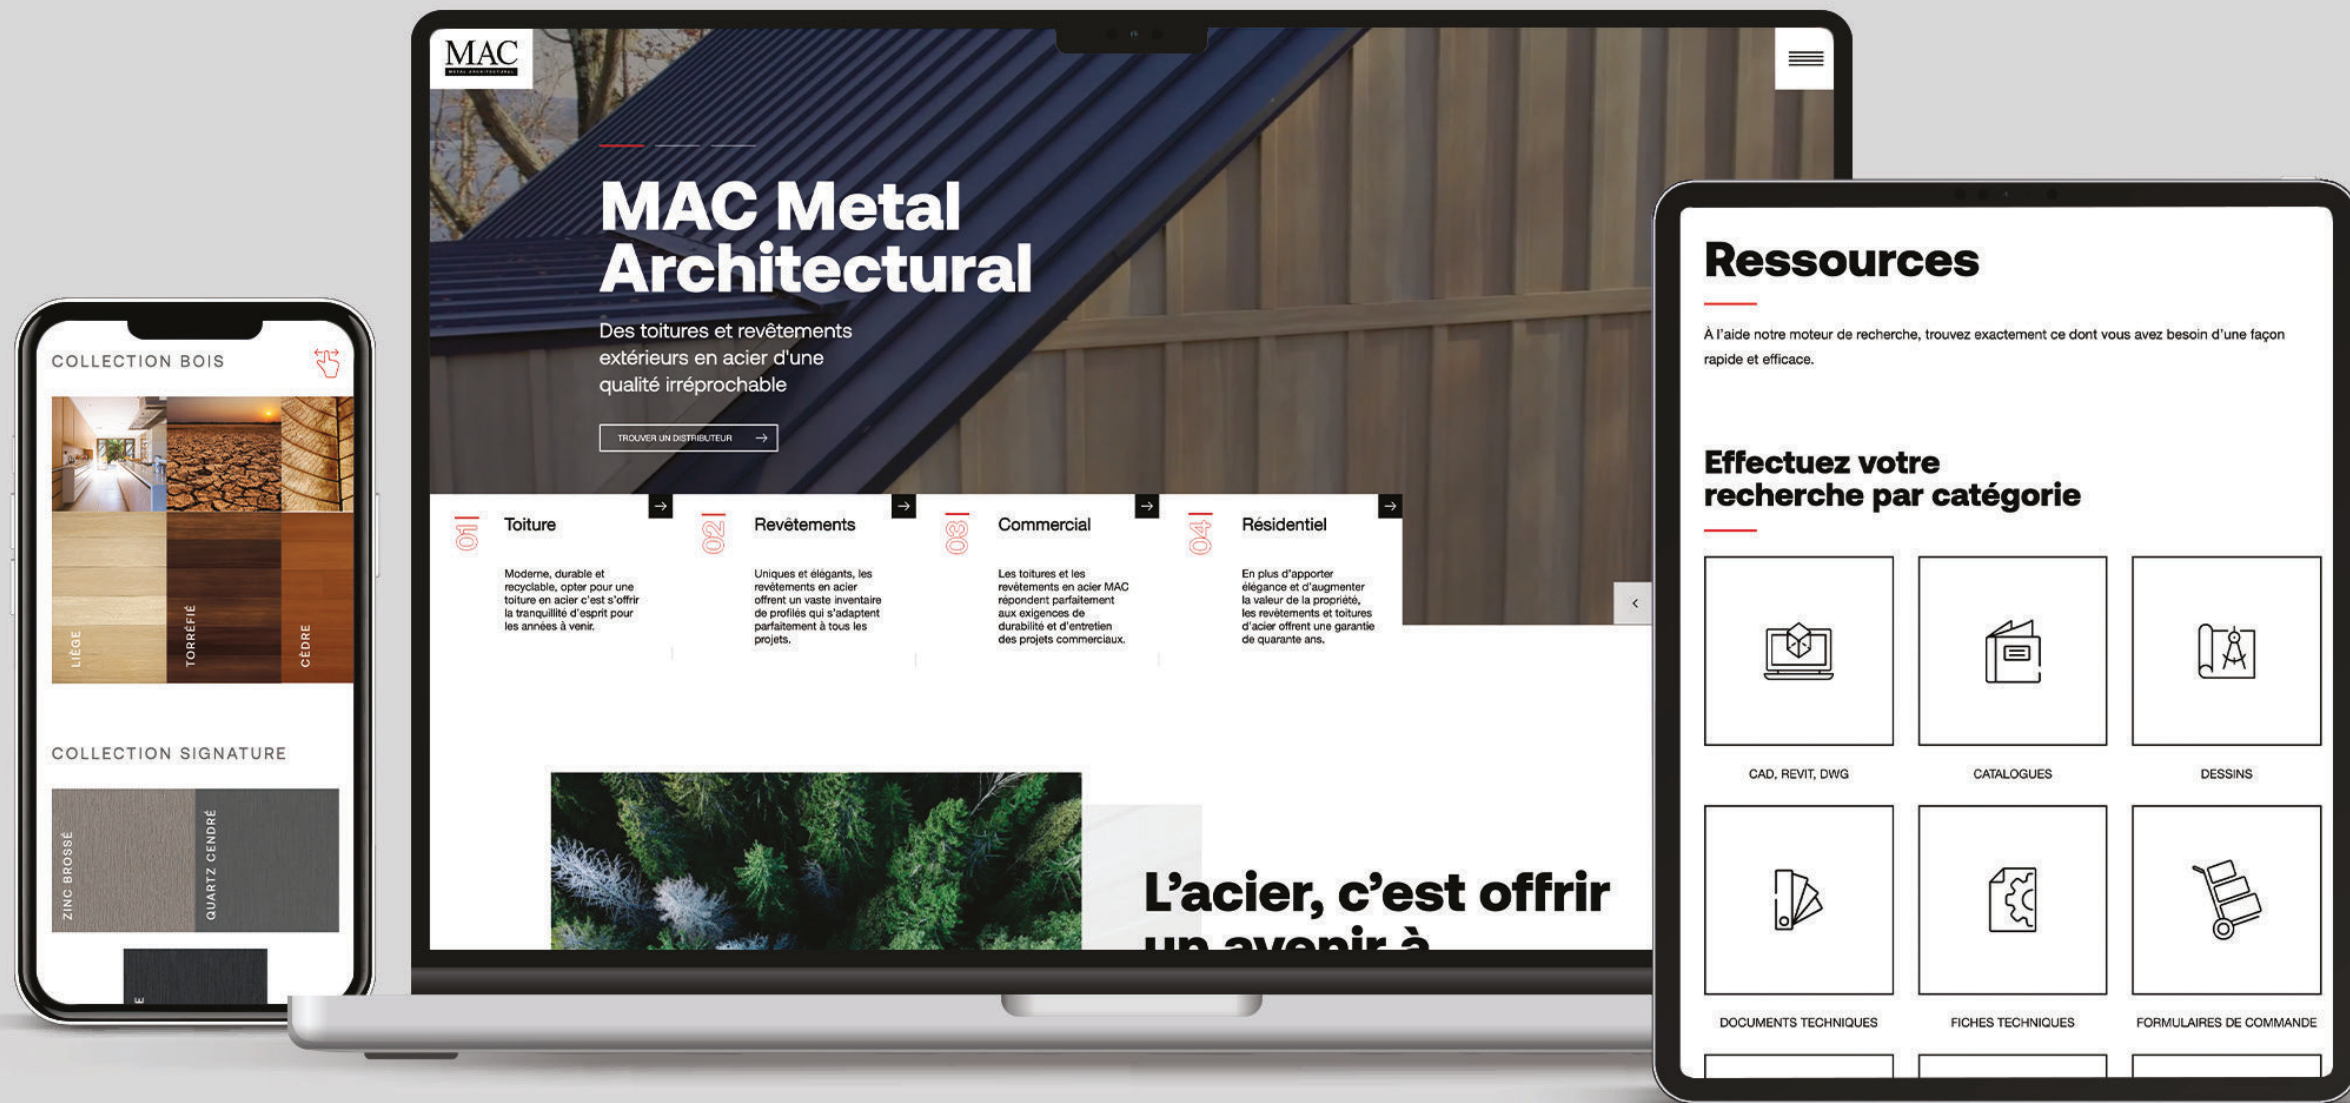 COLLECTION BOIS
LIÈGE
TORRÉFIÉ
CÈDRE
COLLECTION SIGNATURE
ZINC BROSSÉ
QUARTZ CENDRÉ
E
MAC
METAL ARCHITECTURAL
MAC Metal
Architectural
Des toitures et revêtements
extérieurs en acier d'une
qualité irréprochable
TROUVER UN DISTRIBUTEUR
01
Toiture
Moderne, durable et
recyclable, opter pour une
toiture en acier c'est s'offrir
la tranquillité d'esprit pour
les années à venir.
02
Revêtements
Uniques et élégants, les
revêtements en acier
offrent un vaste inventaire
de profilés qui s'adaptent
parfaitement à tous les
projets.
03
Commercial
Les toitures et les
revêtements en acier MAC
répondent parfaitement
aux exigences de
durabilité et d'entretien
des projets commerciaux.
04
Résidentiel
En plus d'apporter
élégance et d'augmenter
la valeur de la propriété,
les revêtements et toitures
d'acier offrent une garantie
de quarante ans.
L'acier, c'est offrir
un avenir à
Ressources
À l'aide notre moteur de recherche, trouvez exactement ce dont vous avez besoin d'une façon
rapide et efficace.
Effectuez votre
recherche par catégorie
CAD, REVIT, DWG
CATALOGUES
DESSINS
DOCUMENTS TECHNIQUES
FICHES TECHNIQUES
FORMULAIRES DE COMMANDE